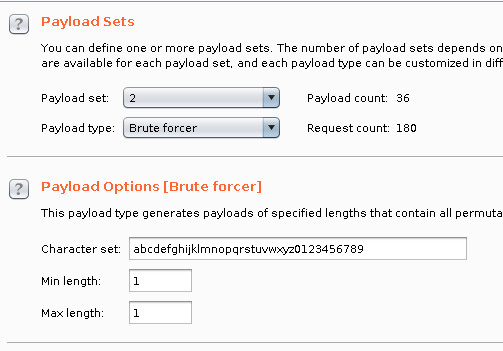 Payload Sets
You can define one or more payload sets. The number of payload sets depends on
are available for each payload set, and each payload type can be customized in diff
Payload set: 2 Payload count: 36
Payload type: Brute forcer Request count: 180
Payload Options [Brute forcer]
This payload type generates payloads of specified lengths that contain all permuta
Character set: abcdefghijklmnopqrstuvwxyz0123456789
Min length: 1
Max length: 1